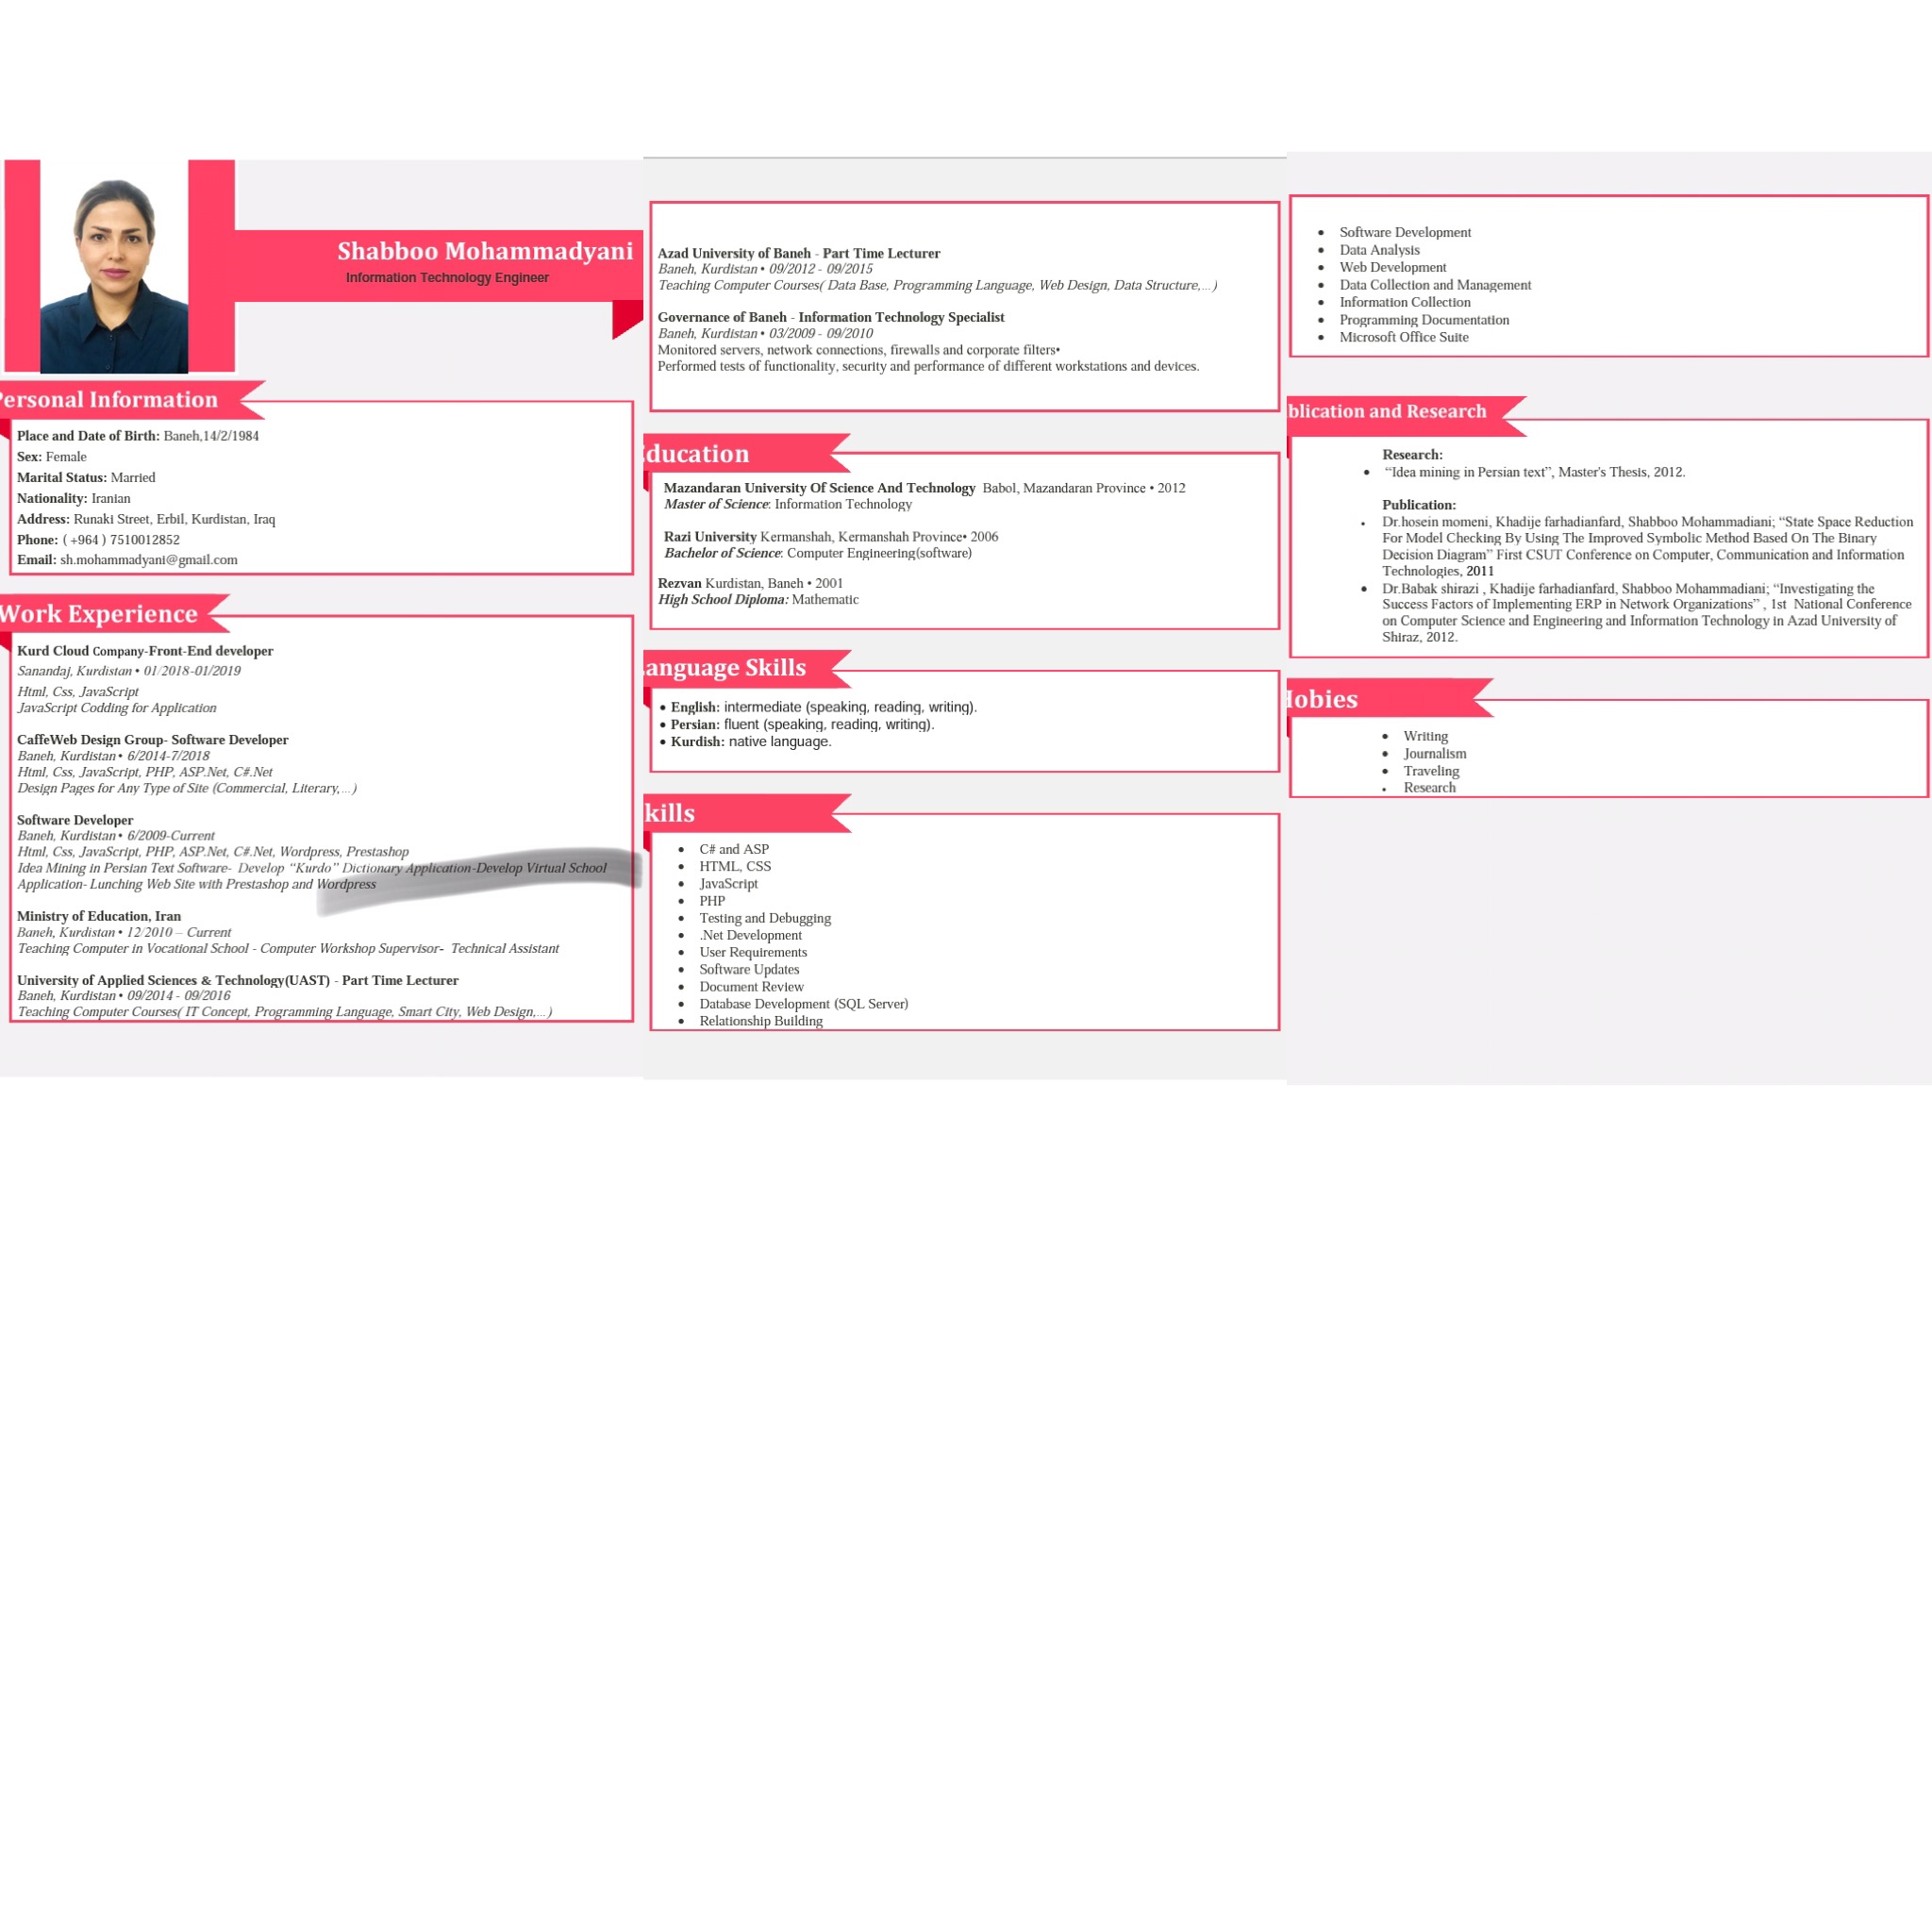 Shabboo Mohammadyani
Information Technology Engineer
Personal Information
Place and Date of Birth: Baneh,14/2/1984
Sex: Female
Marital Status: Married
Nationality: Iranian
Address: Runaki Street, Erbil, Kurdistan, Iraq
Phone: ( +964 ) 7510012852
Email: sh.mohammadyani@gmail.com
Work Experience
Kurd Cloud Company-Front-End developer
Sanandaj, Kurdistan • 01/2018-01/2019
Html, Css, JavaScript
JavaScript Codding for Application
CaffeWeb Design Group- Software Developer
Baneh, Kurdistan • 6/2014-7/2018
Html, Css, JavaScript, PHP, ASP.Net, C#.Net
Design Pages for Any Type of Site (Commercial, Literary,...)
Software Developer
Baneh, Kurdistan • 6/2009-Current
Html, Css, JavaScript, PHP, ASP.Net, C#.Net, Wordpress, Prestashop
Idea Mining in Persian Text Software- Develop “Kurdo” Dictionary Application-Develop Virtual School
Application- Lunching Web Site with Prestashop and Wordpress
Ministry of Education, Iran
Baneh, Kurdistan • 12/2010 – Current
Teaching Computer in Vocational School - Computer Workshop Supervisor- Technical Assistant
University of Applied Sciences & Technology(UAST) - Part Time Lecturer
Baneh, Kurdistan • 09/2014 - 09/2016
Teaching Computer Courses( IT Concept, Programming Language, Smart City, Web Design,...)
Azad University of Baneh - Part Time Lecturer
Baneh, Kurdistan • 09/2012 - 09/2015
Teaching Computer Courses( Data Base, Programming Language, Web Design, Data Structure,...)
Governance of Baneh - Information Technology Specialist
Baneh, Kurdistan • 03/2009 - 09/2010
Monitored servers, network connections, firewalls and corporate filters•
Performed tests of functionality, security and performance of different workstations and devices.
Education
Mazandaran University Of Science And Technology Babol, Mazandaran Province • 2012
Master of Science: Information Technology
Razi University Kermanshah, Kermanshah Province• 2006
Bachelor of Science: Computer Engineering(software)
Rezvan Kurdistan, Baneh • 2001
High School Diploma: Mathematic
Language Skills
• English: intermediate (speaking, reading, writing).
• Persian: fluent (speaking, reading, writing).
• Kurdish: native language.
kills
• C# and ASP
• HTML, CSS
• JavaScript
• PHP
• Testing and Debugging
• .Net Development
• User Requirements
• Software Updates
• Document Review
• Database Development (SQL Server)
• Relationship Building
• Software Development
• Data Analysis
• Web Development
• Data Collection and Management
• Information Collection
• Programming Documentation
• Microsoft Office Suite
blication and Research
Research:
• “Idea mining in Persian text”, Master's Thesis, 2012.
Publication:
• Dr.hosein momeni, Khadije farhadianfard, Shabboo Mohammadiani; “State Space Reduction
For Model Checking By Using The Improved Symbolic Method Based On The Binary
Decision Diagram” First CSUT Conference on Computer, Communication and Information
Technologies, 2011
• Dr.Babak shirazi , Khadije farhadianfard, Shabboo Mohammadiani; “Investigating the
Success Factors of Implementing ERP in Network Organizations” , 1st National Conference
on Computer Science and Engineering and Information Technology in Azad University of
Shiraz, 2012.
Hobies
• Writing
• Journalism
• Traveling
• Research